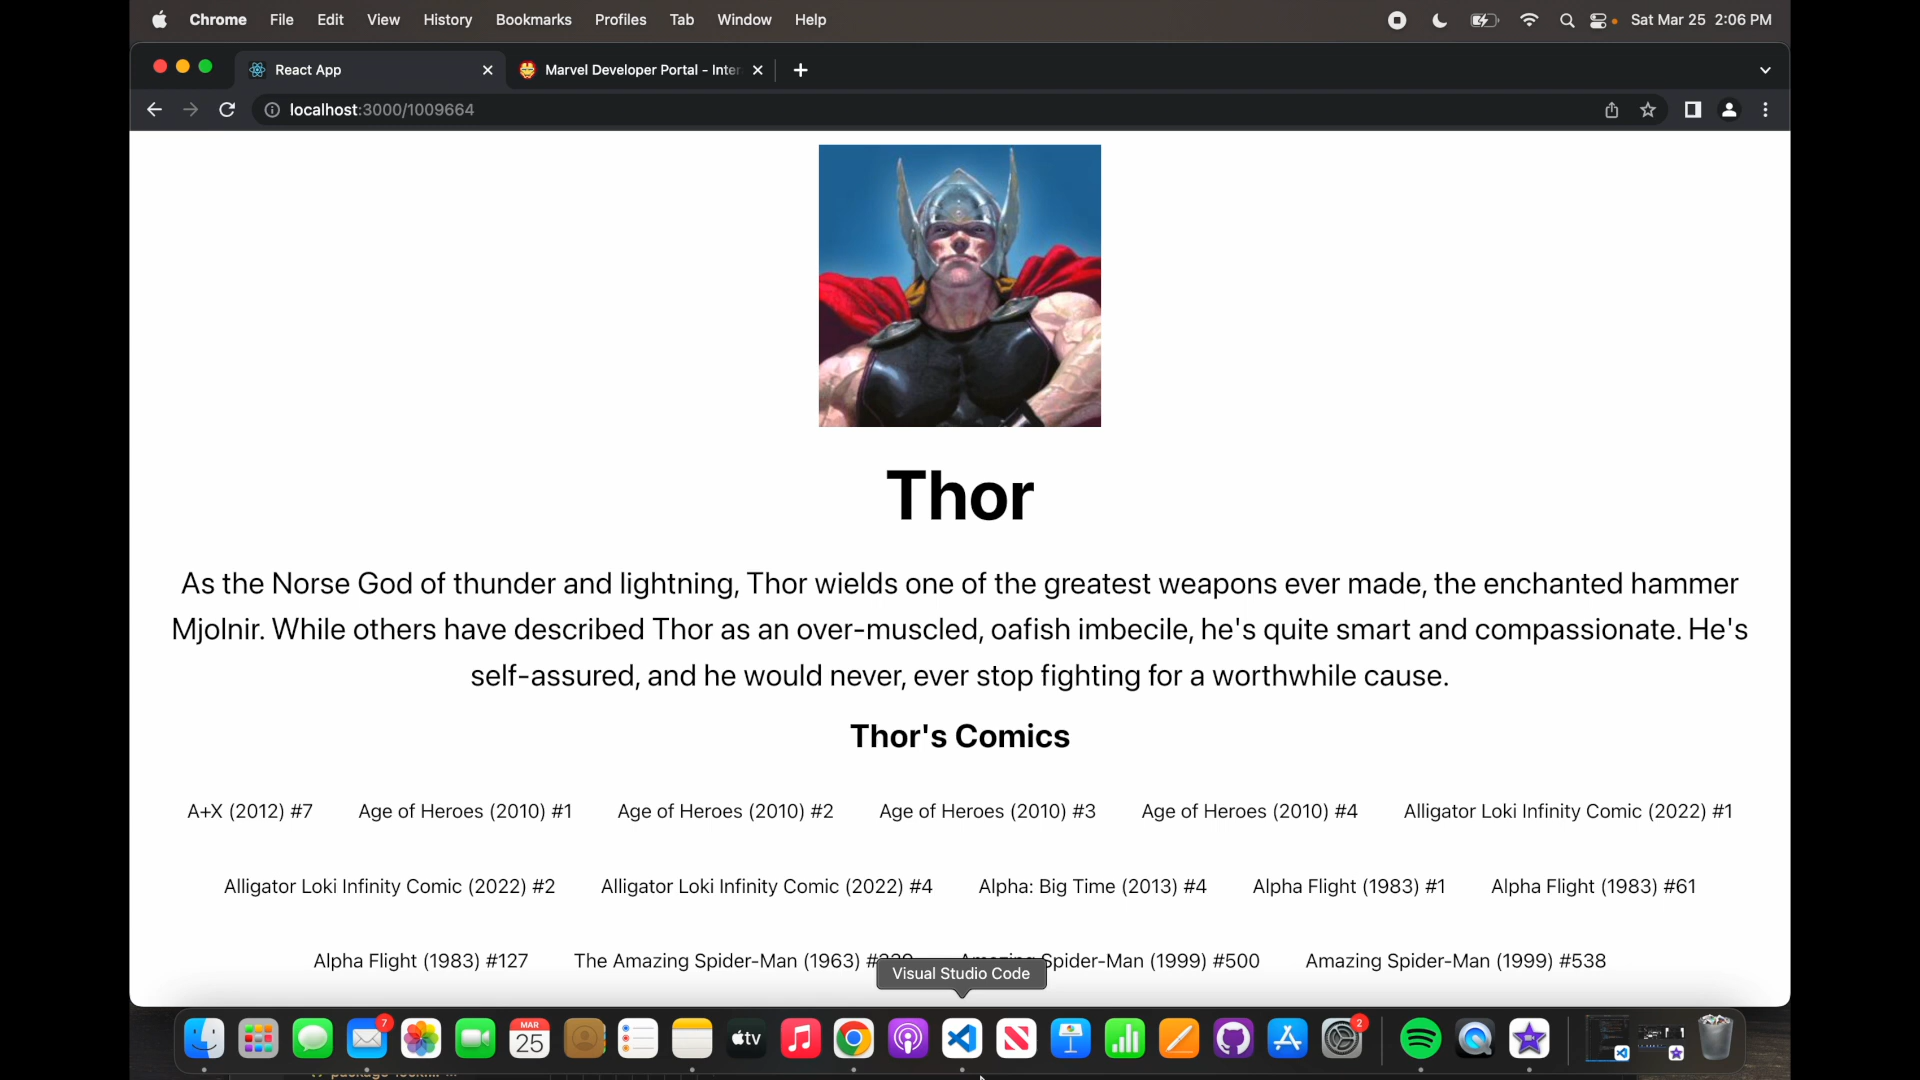 Chrome File Edit View History Bookmarks Profiles Tab Window Help Sat Mar 25 2:06 PM
React App Marvel Developer Portal - Inter
localhost:3000/1009664
Thor
As the Norse God of thunder and lightning, Thor wields one of the greatest weapons ever made, the enchanted hammer
Mjolnir. While others have described Thor as an over-muscled, oafish imbecile, he's quite smart and compassionate. He's
self-assured, and he would never, ever stop fighting for a worthwhile cause.
Thor's Comics
A+X (2012) #7 Age of Heroes (2010) #1 Age of Heroes (2010) #2 Age of Heroes (2010) #3 Age of Heroes (2010) #4 Alligator Loki Infinity Comic (2022) #1
Alligator Loki Infinity Comic (2022) #2 Alligator Loki Infinity Comic (2022) #4 Alpha: Big Time (2013) #4 Alpha Flight (1983) #1 Alpha Flight (1983) #61
Alpha Flight (1983) #127 The Amazing Spider-Man (1963) Amazing Spider-Man (1999) #500 Amazing Spider-Man (1999) #538
Visual Studio Code
7 MAR 25 tv 2